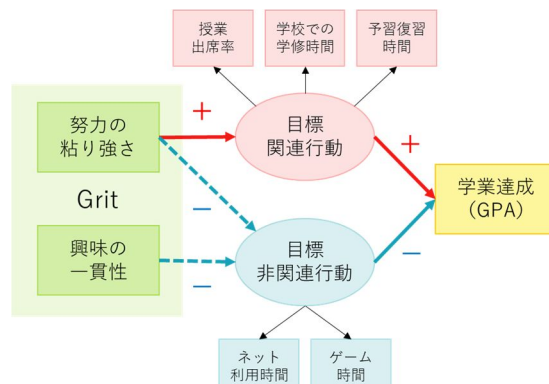 授業
出席率
学校での
学修時間
予習復習
時間
+
努力の
粘り強さ
目標
関連行動
+
学業達成
（GPA）
Grit
−
興味の
一貫性
−
目標
非関連行動
−
ネット
利用時間
ゲーム
時間